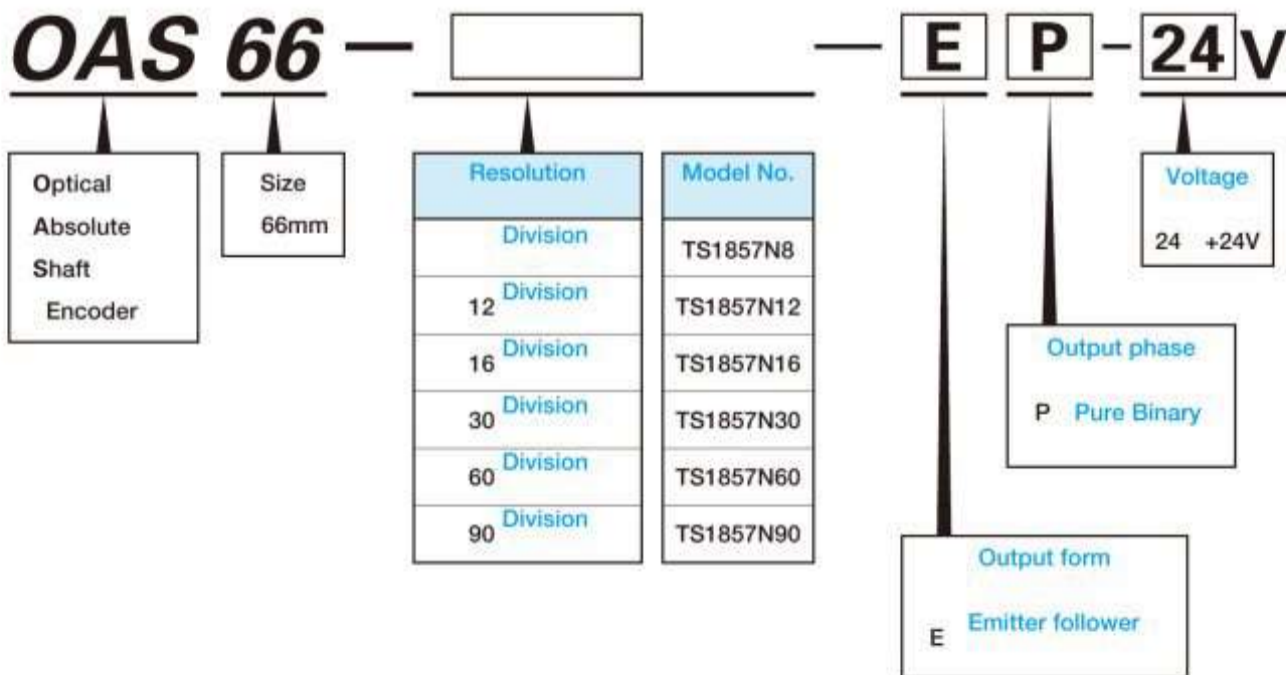 OAS 66 — — E P - 24 V
Optical
Absolute
Shaft
Encoder
Size
66mm
Resolution Model No.
Division TS1857N8
12 Division TS1857N12
16 Division TS1857N16
30 Division TS1857N30
60 Division TS1857N60
90 Division TS1857N90
Voltage
24 +24V
Output phase
P Pure Binary
Output form
E Emitter follower